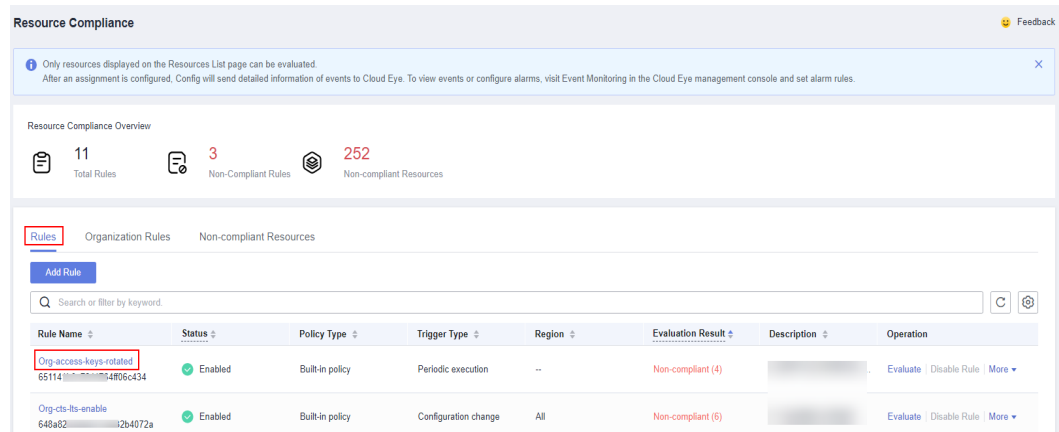 Resource Compliance
Feedback
Only resources displayed on the Resources List page can be evaluated.
After an assignment is configured, Config will send detailed information of events to Cloud Eye. To view events or configure alarms, visit Event Monitoring in the Cloud Eye management console and set alarm rules.
Resource Compliance Overview
11
Total Rules
3
Non-Compliant Rules
252
Non-compliant Resources
Rules Organization Rules Non-compliant Resources
Add Rule
Search or filter by keyword.
Rule Name Status Policy Type Trigger Type Region Evaluation Result Description Operation
Org-access-keys-rotated
Enabled Built-in policy Periodic execution -- Non-compliant (4) Evaluate Disable Rule More
Org-cts-lts-enable
Enabled Built-in policy Configuration change All Non-compliant (6) Evaluate Disable Rule More